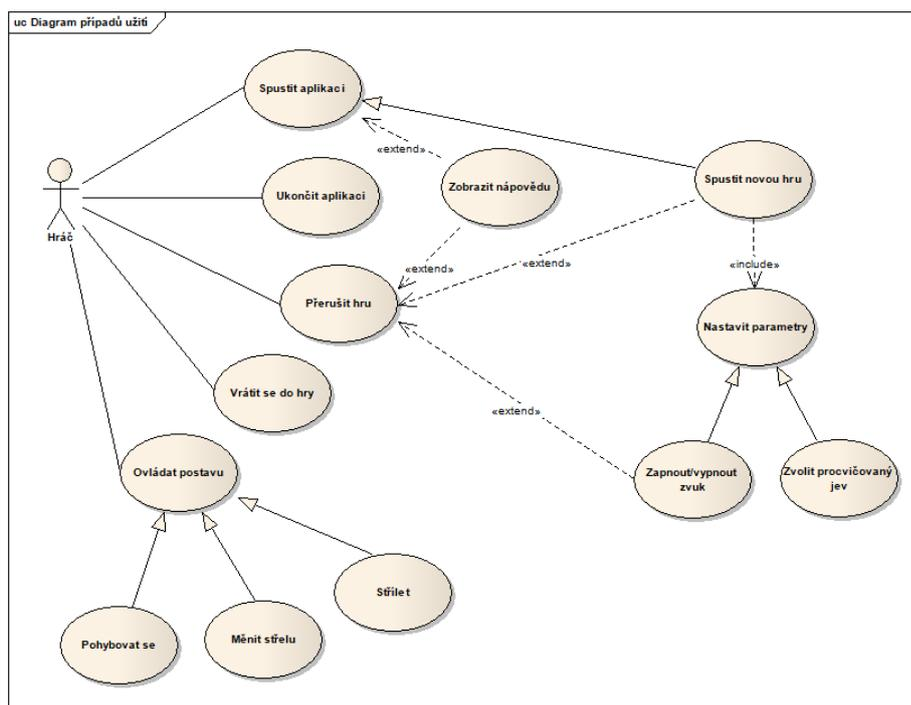 uc Diagram případů užití
Spustit aplikaci
«extend»
Zobrazit nápovědu
Spustit novou hru
Ukončit aplikaci
Hráč
«extend»
«extend»
«include»
Přerušit hru
Nastavit parametry
Vrátit se do hry
«extend»
Ovládat postavu
Zapnout/vypnout
zvuk
Zvolit procvičovaný
jev
Střílet
Pohybovat se
Měnit střelu